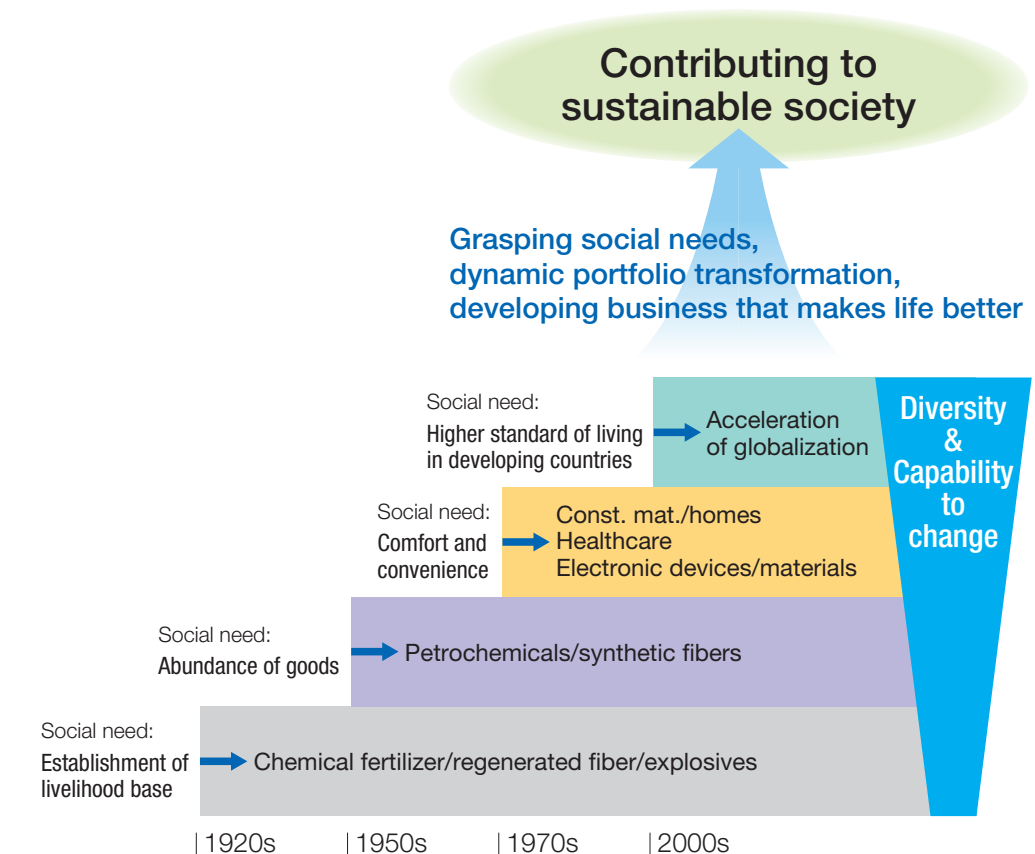 Contributing to
sustainable society
Grasping social needs,
dynamic portfolio transformation,
developing business that makes life better
Social need:
Higher standard of living
in developing countries
Acceleration
of globalization
Diversity
&
Capability
to
change
Social need:
Comfort and
convenience
Const. mat./homes
Healthcare
Electronic devices/materials
Social need:
Abundance of goods
Petrochemicals/synthetic fibers
Social need:
Establishment of
livelihood base
Chemical fertilizer/regenerated fiber/explosives
1920s
1950s
1970s
2000s